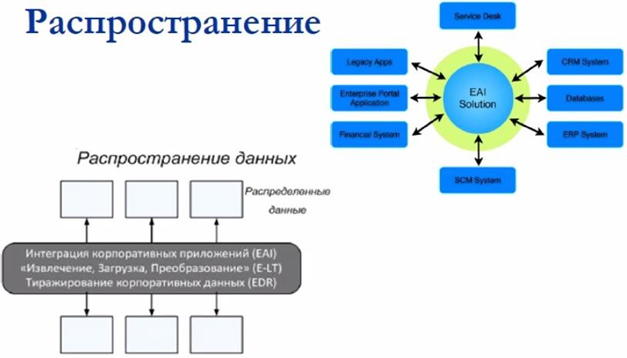 Распространение
Service Desk
Legacy Apps
CRM System
Enterprise Portal
Application
EAI
Solution
Databases
Financial System
ERP System
SCM System
Распространение данных
Распределенные
данные
Интеграция корпоративных приложений (EAI)
«Извлечение, Загрузка, Преобразование» (E-LT)
Тиражирование корпоративных данных (EDR)